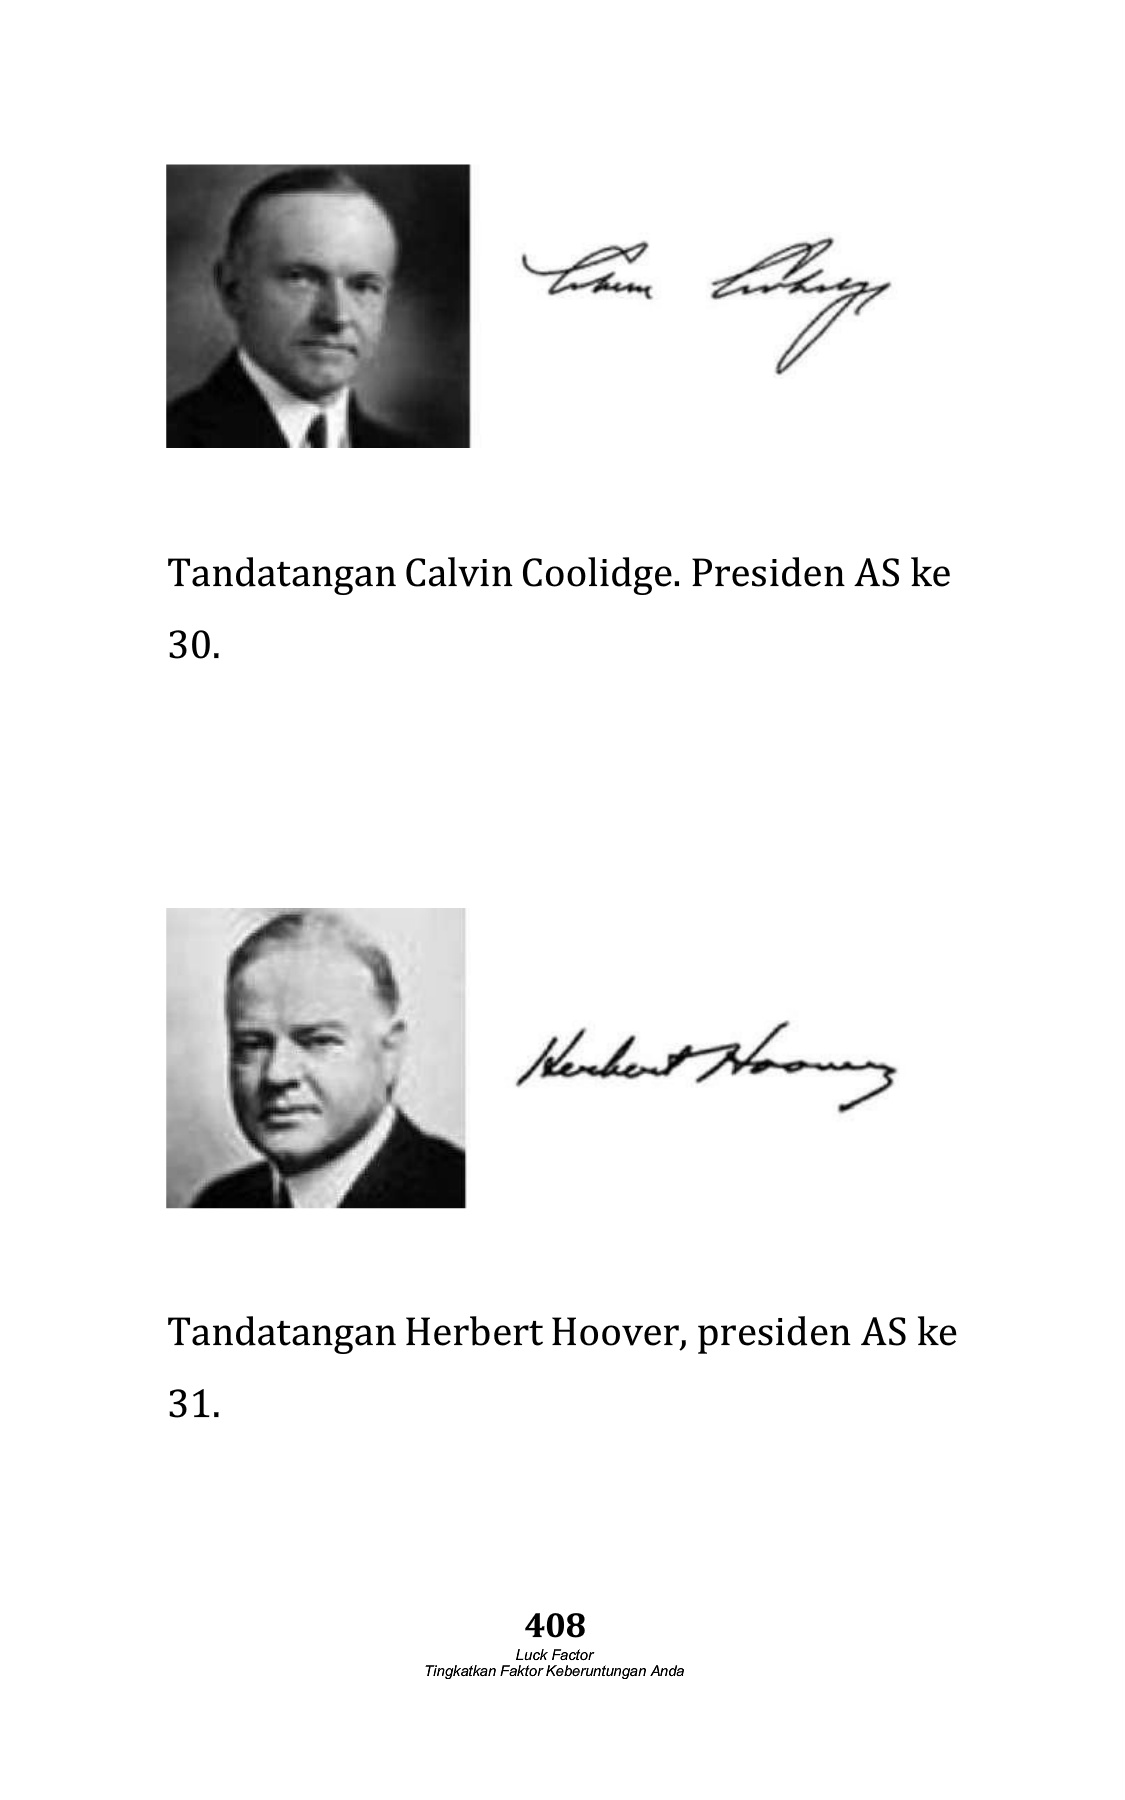 Calvin Coolidge
Tandatangan Calvin Coolidge. Presiden AS ke
30.
Herbert Hoover
Tandatangan Herbert Hoover, presiden AS ke
31.
408
Luck Factor
Tingkatkan Faktor Keberuntungan Anda